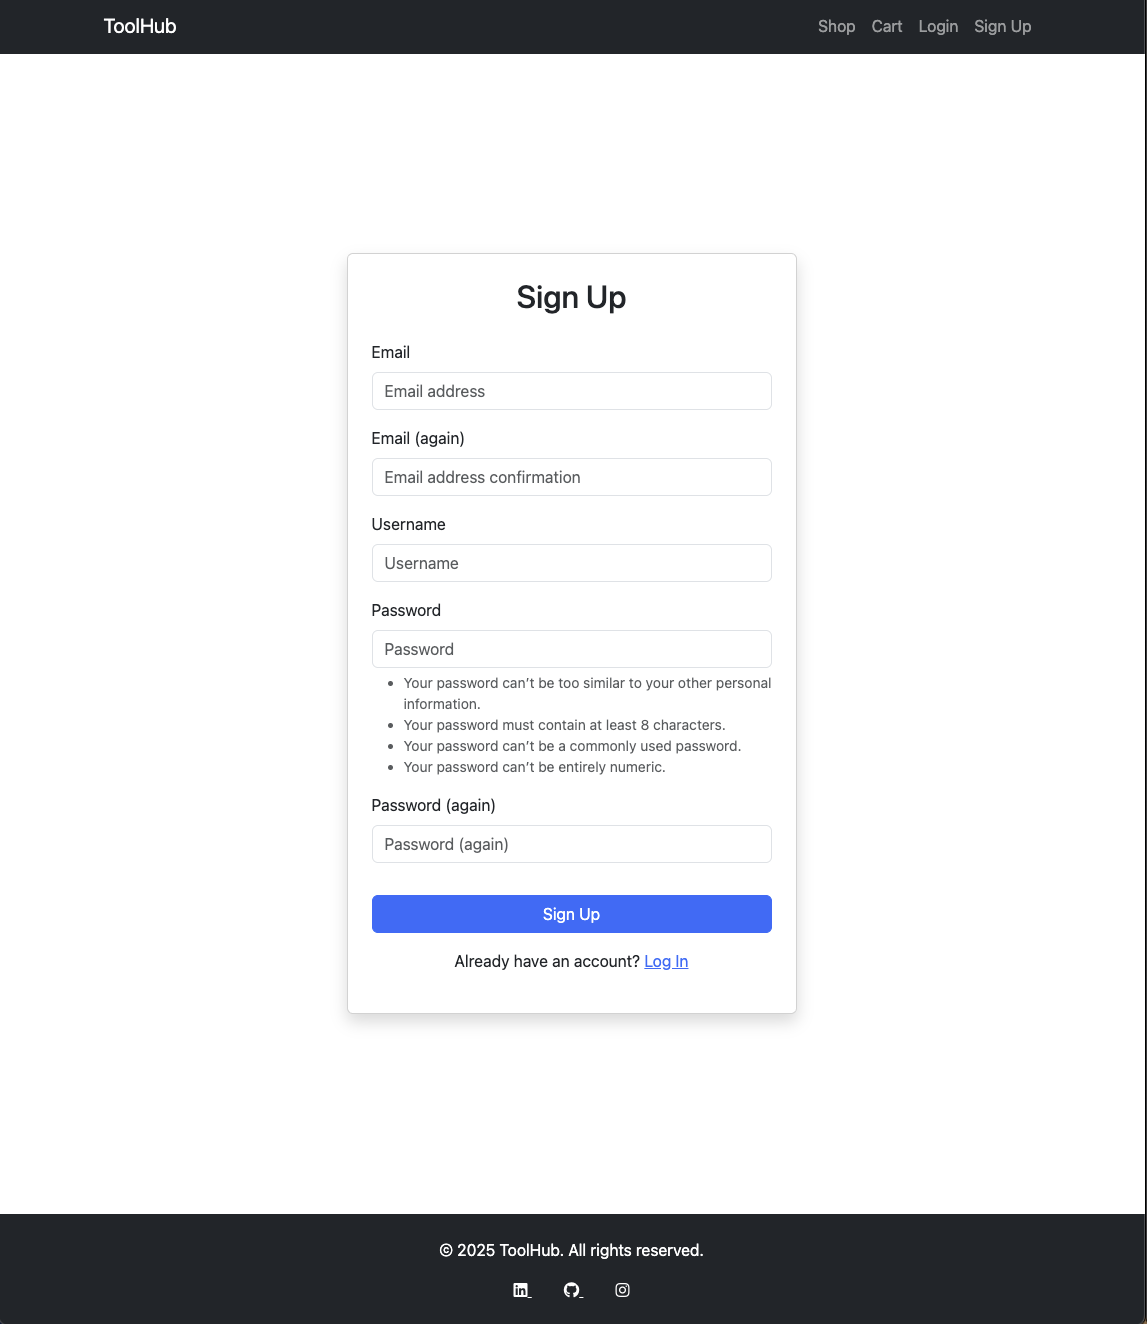 ToolHub
Shop Cart Login Sign Up
Sign Up
Email
Email address
Email (again)
Email address confirmation
Username
Username
Password
Password
• Your password can’t be too similar to your other personal
information.
• Your password must contain at least 8 characters.
• Your password can’t be a commonly used password.
• Your password can’t be entirely numeric.
Password (again)
Password (again)
Sign Up
Already have an account? Log In
© 2025 ToolHub. All rights reserved.